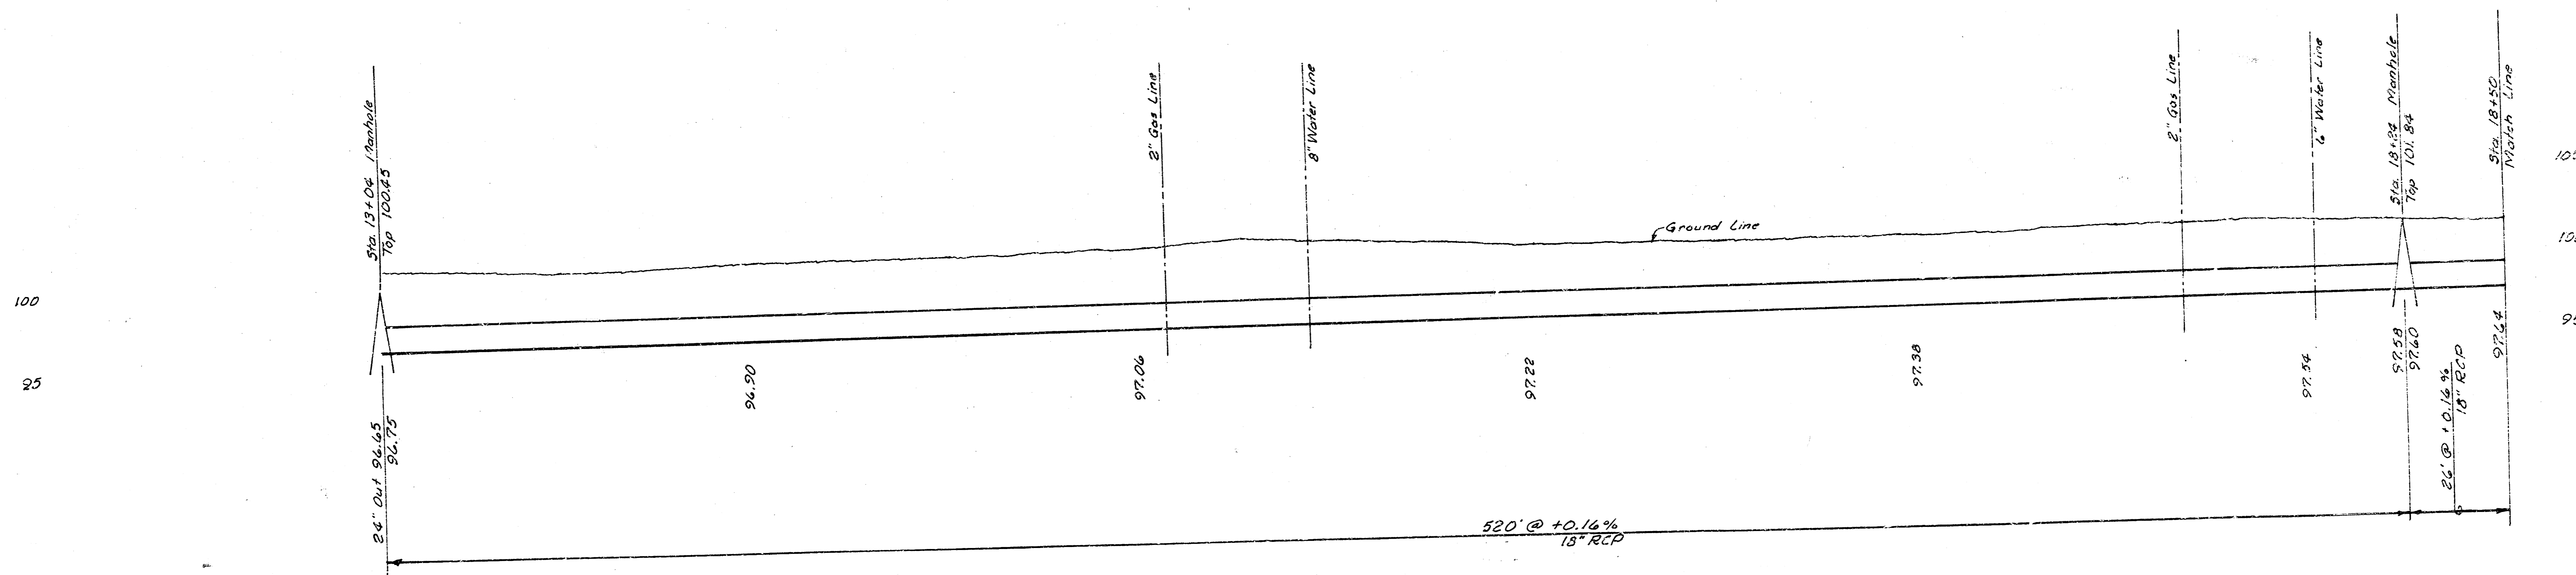 Sta. 13+04 Manhole
Top 100.45
2" Gas Line
8" Water Line
2" Gas Line
6" Water Line
Sta. 18+24 Manhole
Top 101.84
Sta. 18+50
Match Line
Ground Line
100
95
24" Out 96.65
96.75
96.90
97.06
97.22
97.38
97.54
97.58
97.60
97.64
26' @ +0.16%
18" RCP
520' @ +0.16%
18" RCP